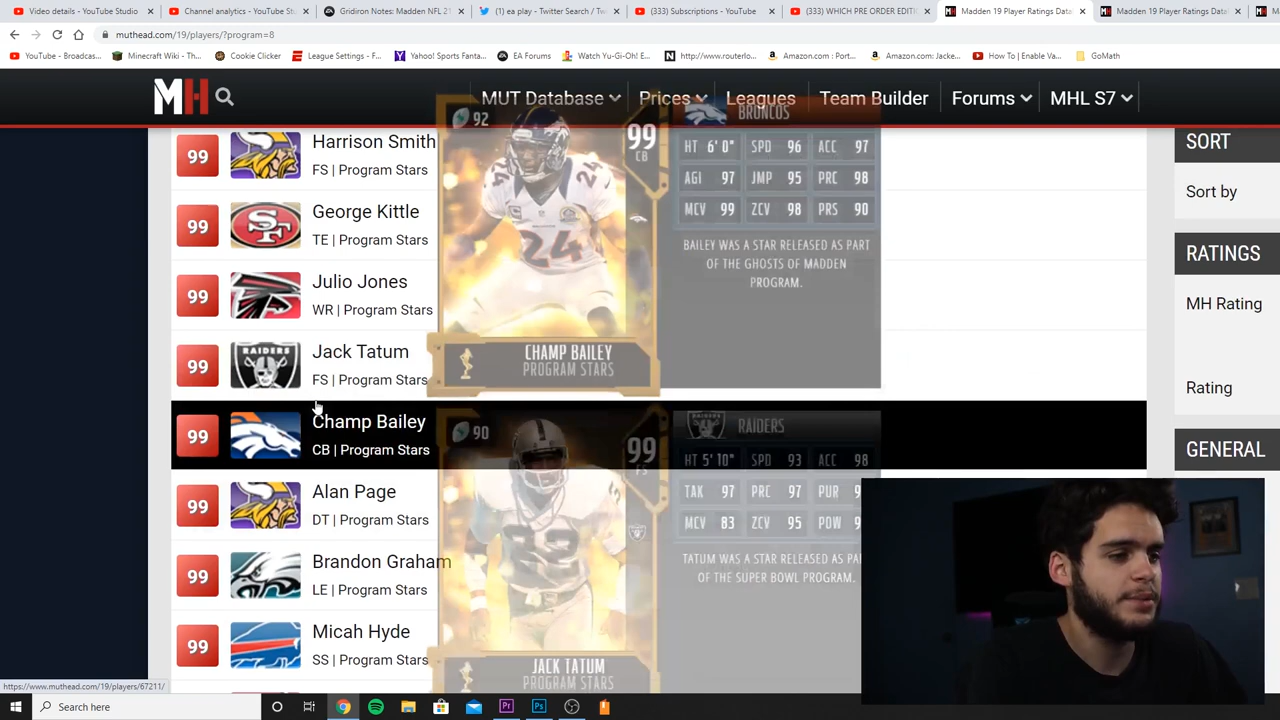 Video details - YouTube Studio
Channel analytics - YouTube Stu
Gridiron Notes: Madden NFL 21
(1) ea play - Twitter Search / Tw
(333) Subscriptions - YouTube
(333) WHICH PRE ORDER EDITI
Madden 19 Player Ratings Data
Madden 19 Player Ratings Data
muthead.com/19/players/?program=8
YouTube - Broadcas...
Minecraft Wiki - Th...
Cookie Clicker
League Settings - F...
Yahoo! Sports Fanta...
EA Forums
Watch Yu-Gi-Oh! E...
http://www.routerlo...
Amazon.com : Port...
Amazon.com: Jacke...
How To | Enable Va...
GoMath
MH
MUT Database
Prices
Leagues
Team Builder
Forums
MHL S7
99
Harrison Smith
FS | Program Stars
99
George Kittle
TE | Program Stars
99
Julio Jones
WR | Program Stars
99
RAIDERS
Jack Tatum
FS | Program Stars
99
Champ Bailey
CB | Program Stars
99
Alan Page
DT | Program Stars
99
Brandon Graham
LE | Program Stars
99
Micah Hyde
SS | Program Stars
92
99
CB
24
24
CHAMP BAILEY
PROGRAM STARS
BRONCOS
HT 6' 0" SPD 96 ACC 97
AGI 97 JMP 95 PRC 98
MCV 99 ZCV 98 PRS 90
BAILEY WAS A STAR RELEASED AS PART
OF THE GHOSTS OF MADDEN
PROGRAM.
90
99
FS
JACK TATUM
PROGRAM STARS
RAIDERS
HT 5' 10" SPD 93 ACC 98
TAK 97 PRC 97 PUR
MCV 83 ZCV 95 POW
TATUM WAS A STAR RELEASED AS
OF THE SUPER BOWL PROGRAM.
SORT
Sort by
RATINGS
MH Rating
Rating
GENERAL
https://www.muthead.com/19/players/67211/
Search here
Pr
Ps